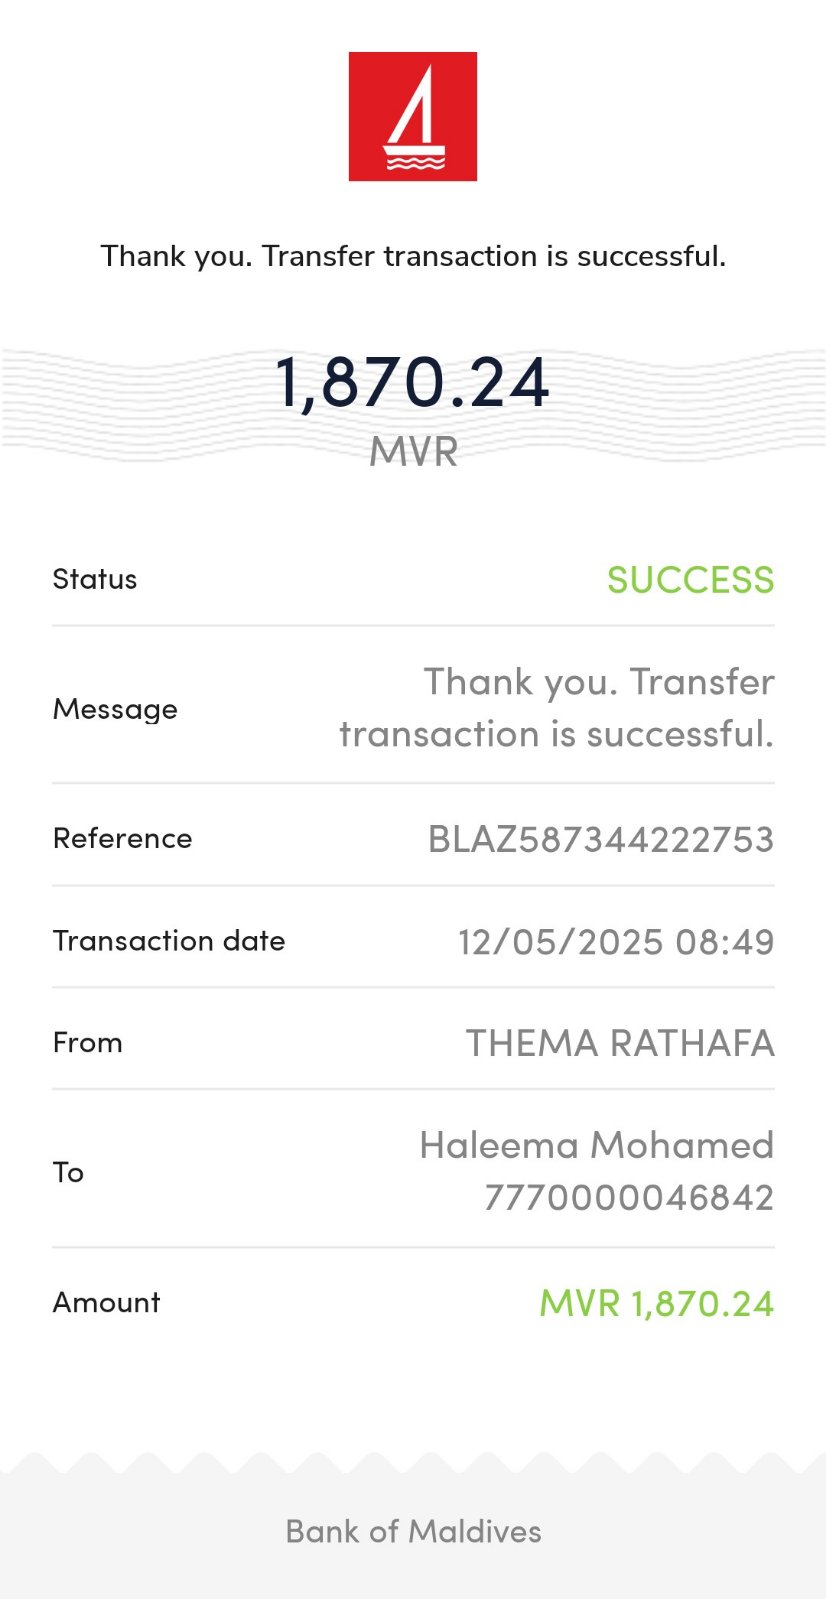 Thank you. Transfer transaction is successful.
1,870.24
MVR
Status
SUCCESS
Message
Thank you. Transfer
transaction is successful.
Reference
BLAZ587344222753
Transaction date
12/05/2025 08:49
From
THEMA RATHAFA
To
Haleema Mohamed
7770000046842
Amount
MVR 1,870.24
Bank of Maldives